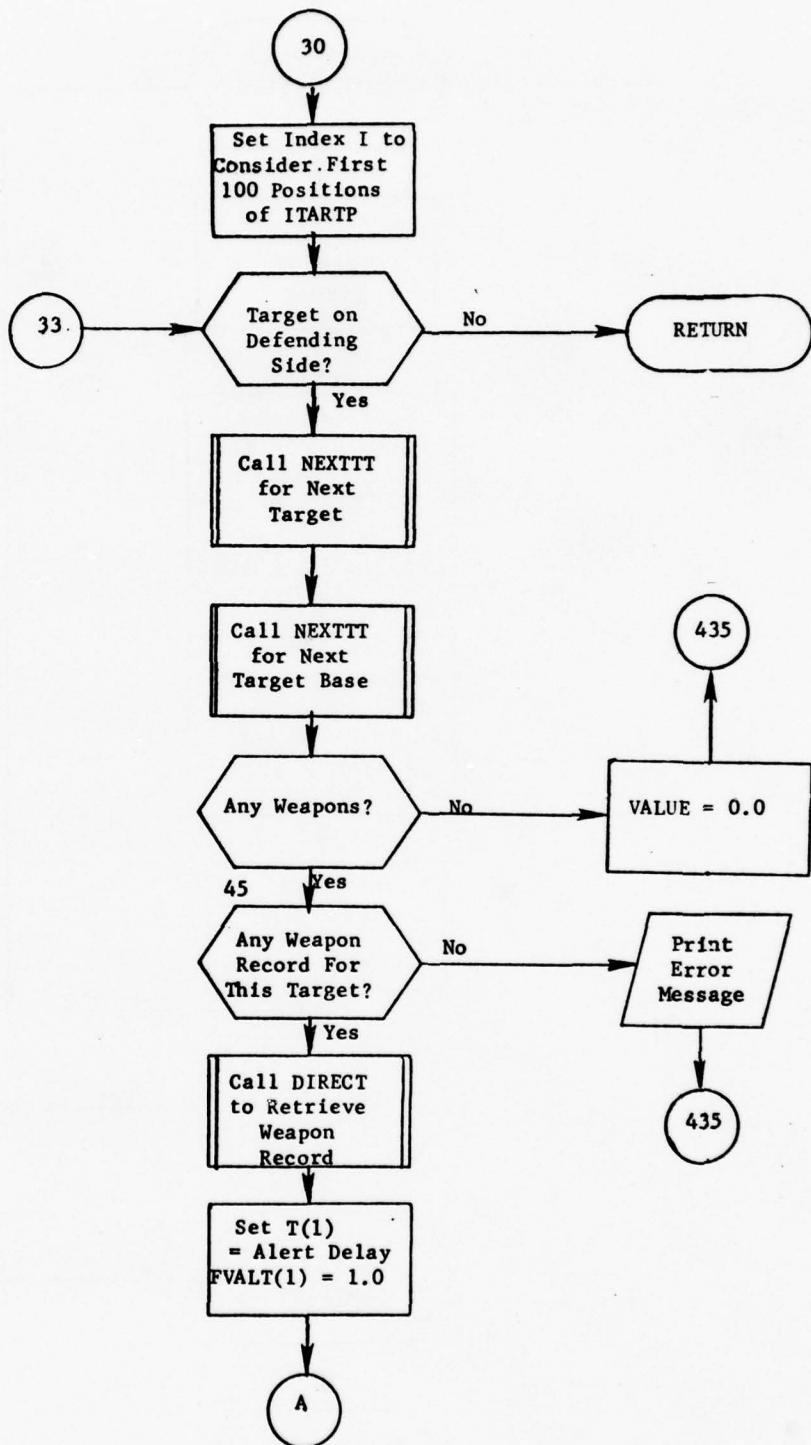 30
Set Index I to
Consider.First
100 Positions
of ITARTP
33
Target on
Defending
Side?
No
RETURN
Yes
Call NEXTTT
for Next
Target
Call NEXTTT
for Next
Target Base
435
Any Weapons?
No
VALUE = 0.0
45
Yes
Any Weapon
Record For
This Target?
No
Print
Error
Message
Yes
435
Call DIRECT
to Retrieve
Weapon
Record
Set T(1)
= Alert Delay
FVALT(1) = 1.0
A